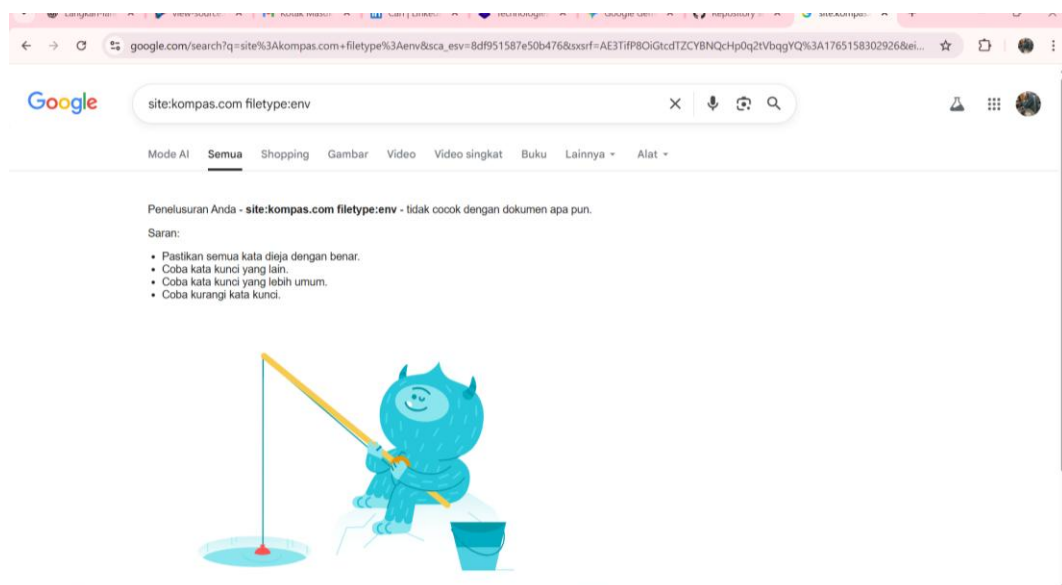 google.com/search?q=site%3Akompas.com+filetype%3Aenv&sca_esv=8df951587e50b476&sxsrf=AE3TifP8OiGtcdTZCYBNQcHp0q2tVbqgYQ%3A1765158302926&ei...
Google
site:kompas.com filetype:env
Mode AI Semua Shopping Gambar Video Video singkat Buku Lainnya Alat
Penelusuran Anda - site:kompas.com filetype:env - tidak cocok dengan dokumen apa pun.
Saran:
• Pastikan semua kata dieja dengan benar.
• Coba kata kunci yang lain.
• Coba kata kunci yang lebih umum.
• Coba kurangi kata kunci.